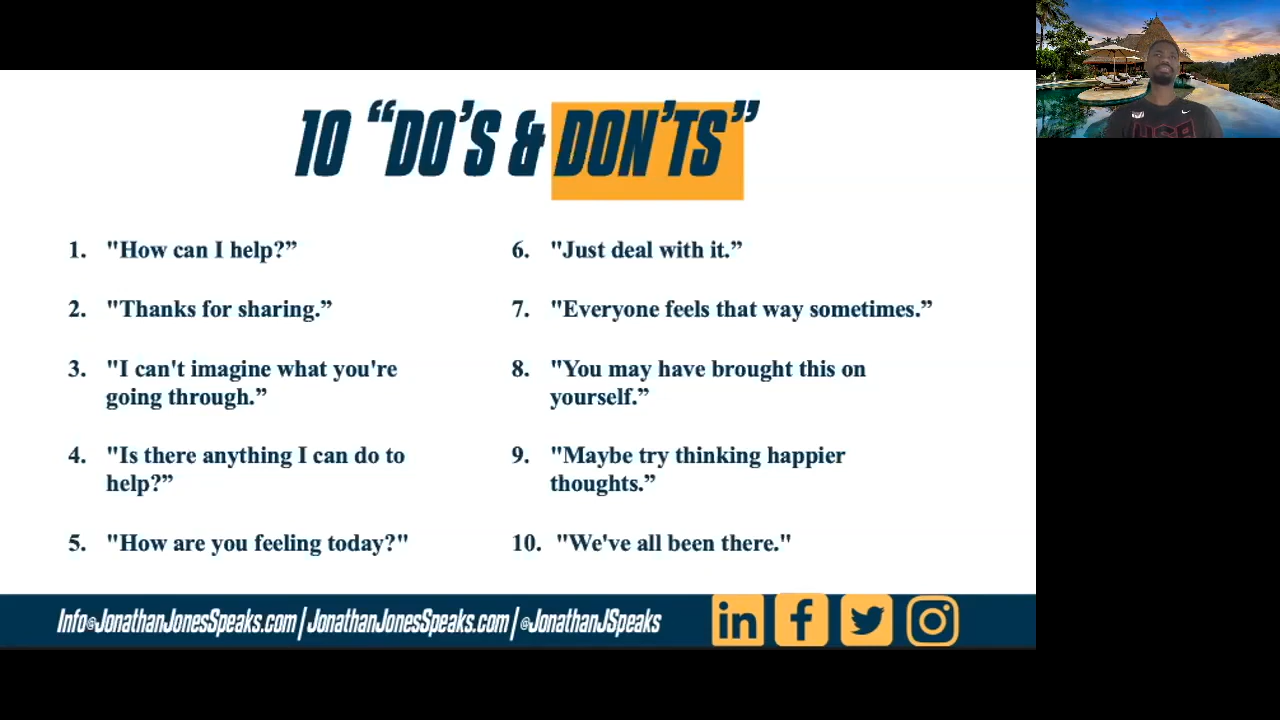 10 “DO’S & DON’TS”
1. "How can I help?”
2. "Thanks for sharing.”
3. "I can't imagine what you're
going through.”
4. "Is there anything I can do to
help?”
5. "How are you feeling today?"
6. "Just deal with it.”
7. "Everyone feels that way sometimes.”
8. "You may have brought this on
yourself.”
9. "Maybe try thinking happier
thoughts.”
10. "We've all been there."
Info@JonathanJonesSpeaks.com | JonathanJonesSpeaks.com | @JonathanJSpeaks
in f
USA